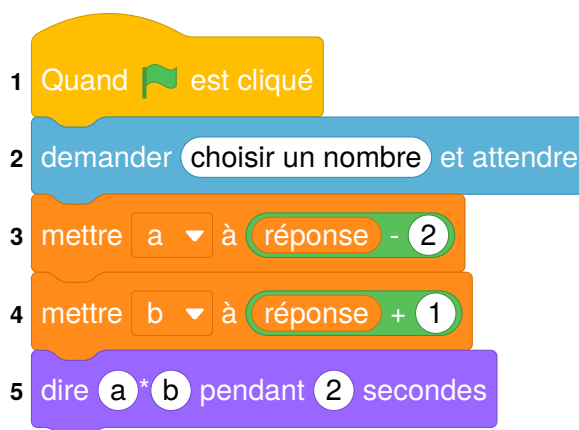 1 Quand est cliqué
2 demander choisir un nombre et attendre
3 mettre a à réponse - 2
4 mettre b à réponse + 1
5 dire a * b pendant 2 secondes